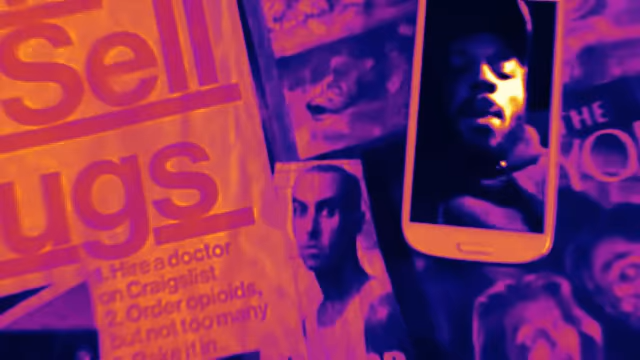 Sell
ugs
1. Hire a doctor
on Craigslist
2. Order opioids,
but not too many
THE